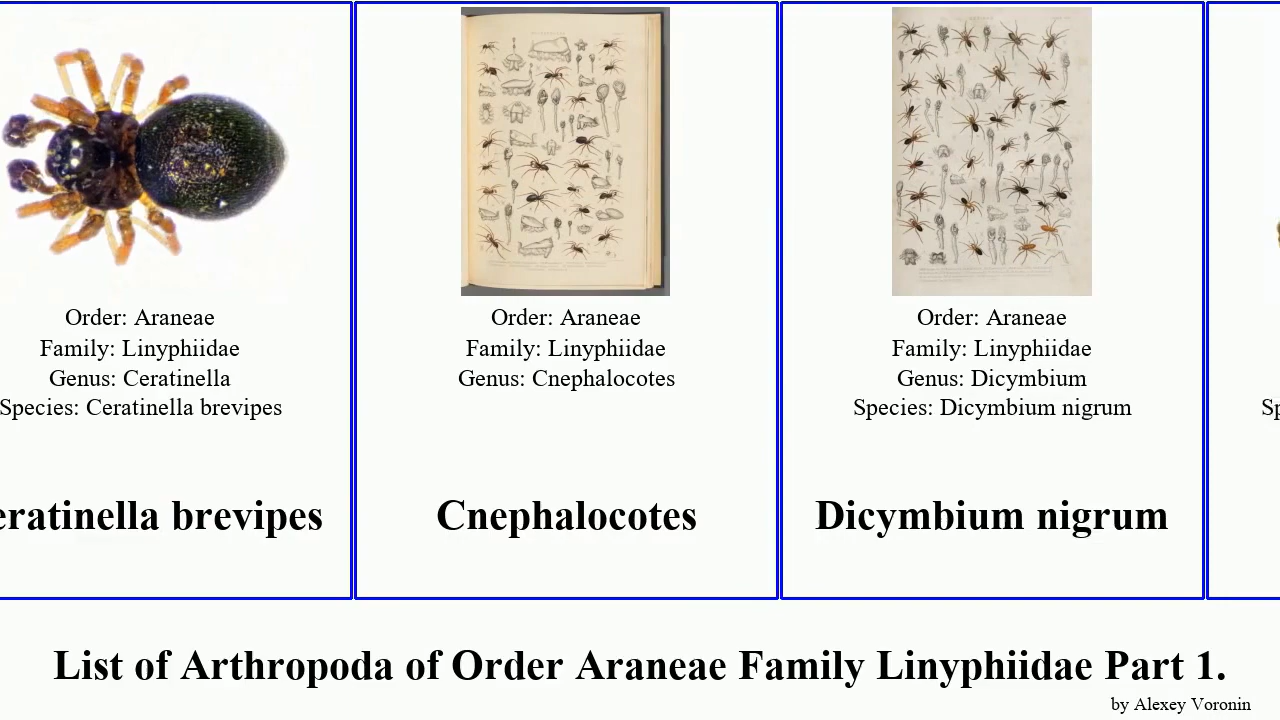 Order: Araneae
Family: Linyphiidae
Genus: Ceratinella
Species: Ceratinella brevipes
eratinella brevipes
Order: Araneae
Family: Linyphiidae
Genus: Cnephalocotes
Cnephalocotes
Order: Araneae
Family: Linyphiidae
Genus: Dicymbium
Species: Dicymbium nigrum
Dicymbium nigrum
Sp
List of Arthropoda of Order Araneae Family Linyphiidae Part 1.
by Alexey Voronin